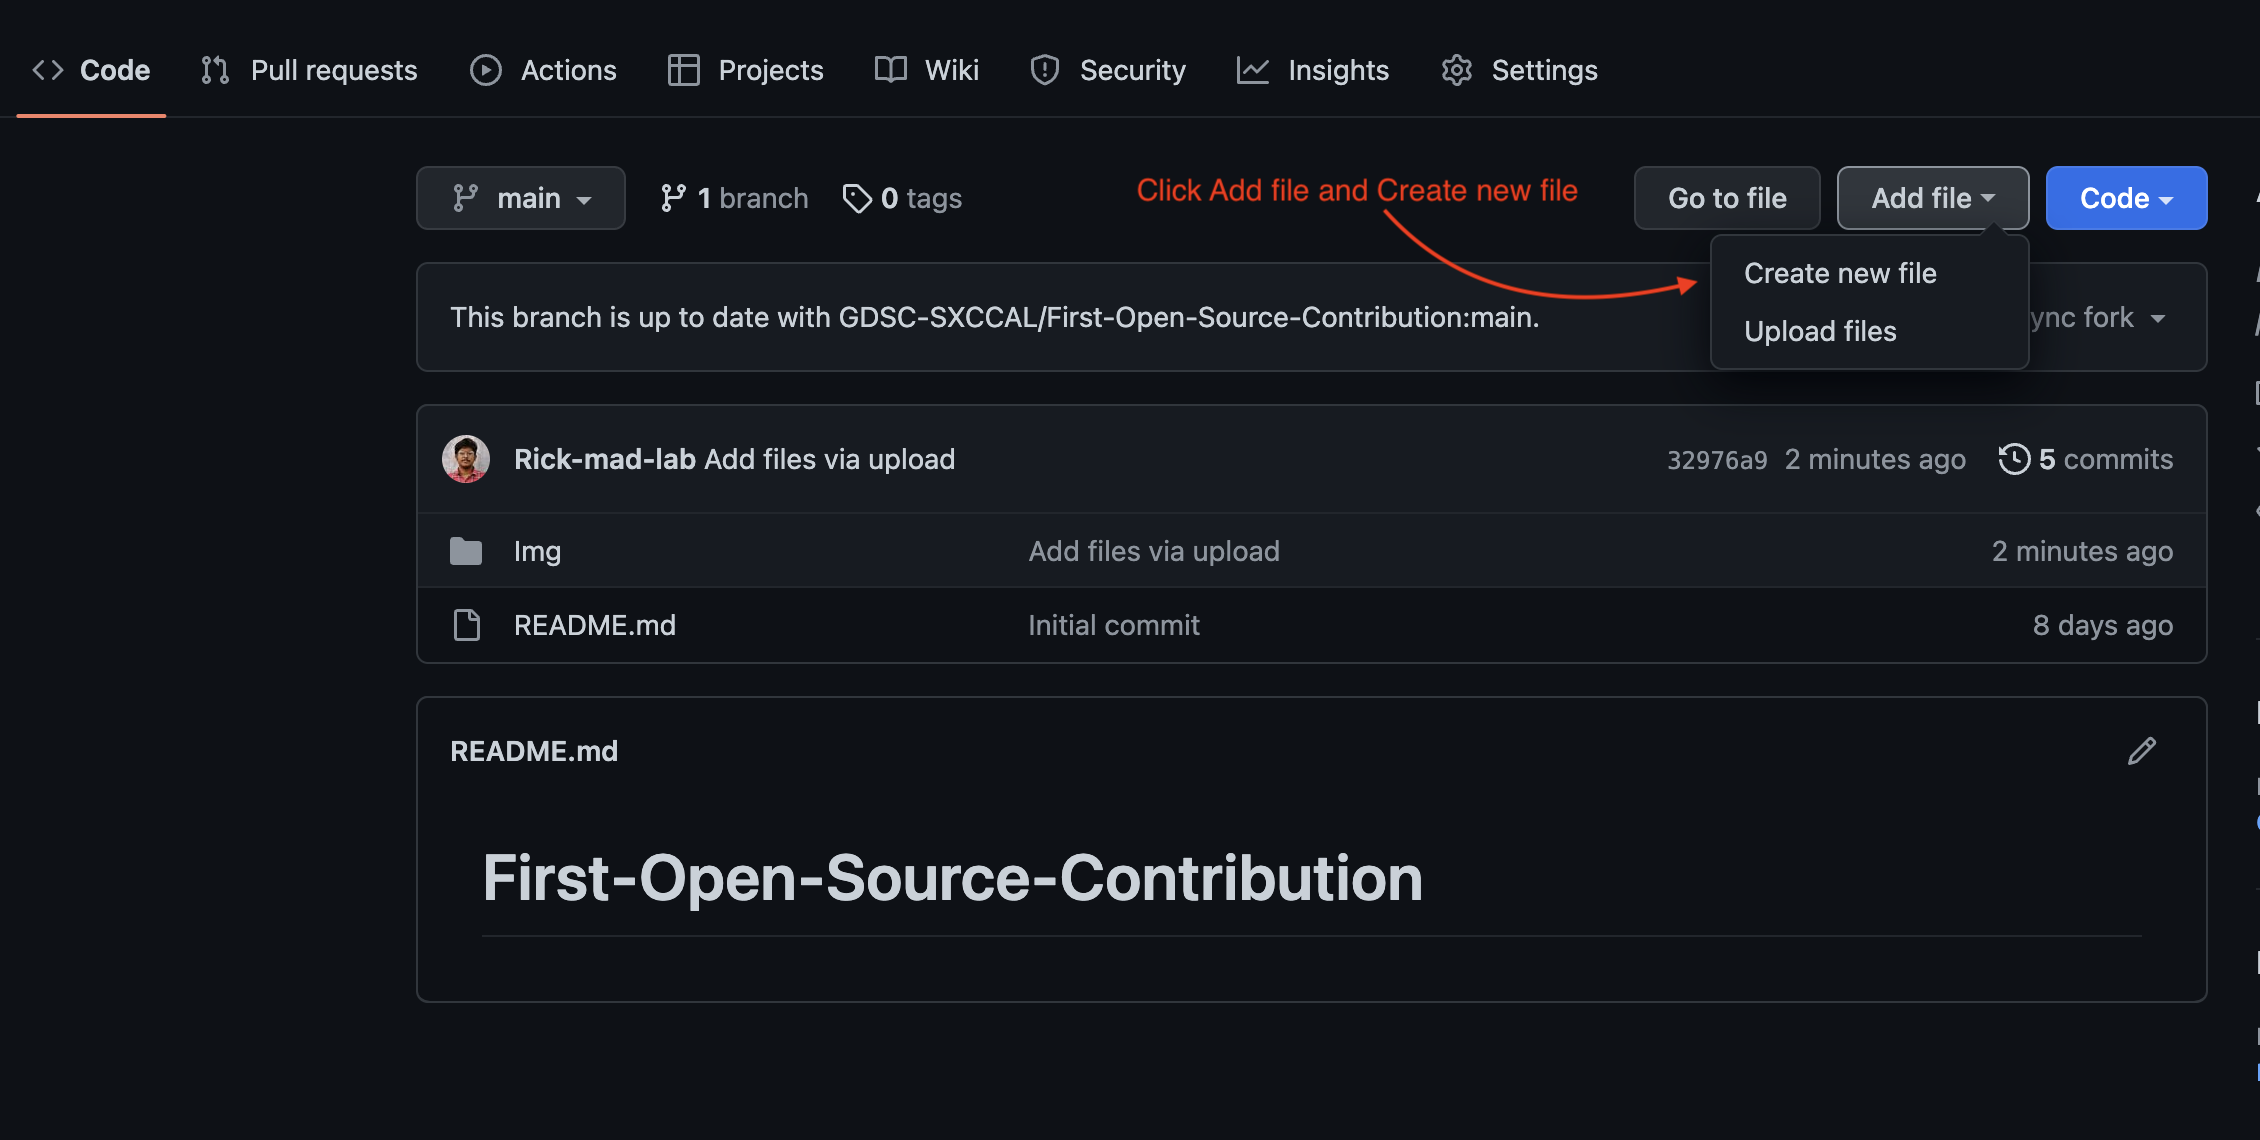 Code Pull requests Actions Projects Wiki Security Insights Settings
main 1 branch 0 tags Click Add file and Create new file Go to file Add file Code
Create new file
This branch is up to date with GDSC-SXCCAL/First-Open-Source-Contribution:main. ync fork
Upload files
Rick-mad-lab Add files via upload 32976a9 2 minutes ago 5 commits
Img Add files via upload 2 minutes ago
README.md Initial commit 8 days ago
README.md
First-Open-Source-Contribution